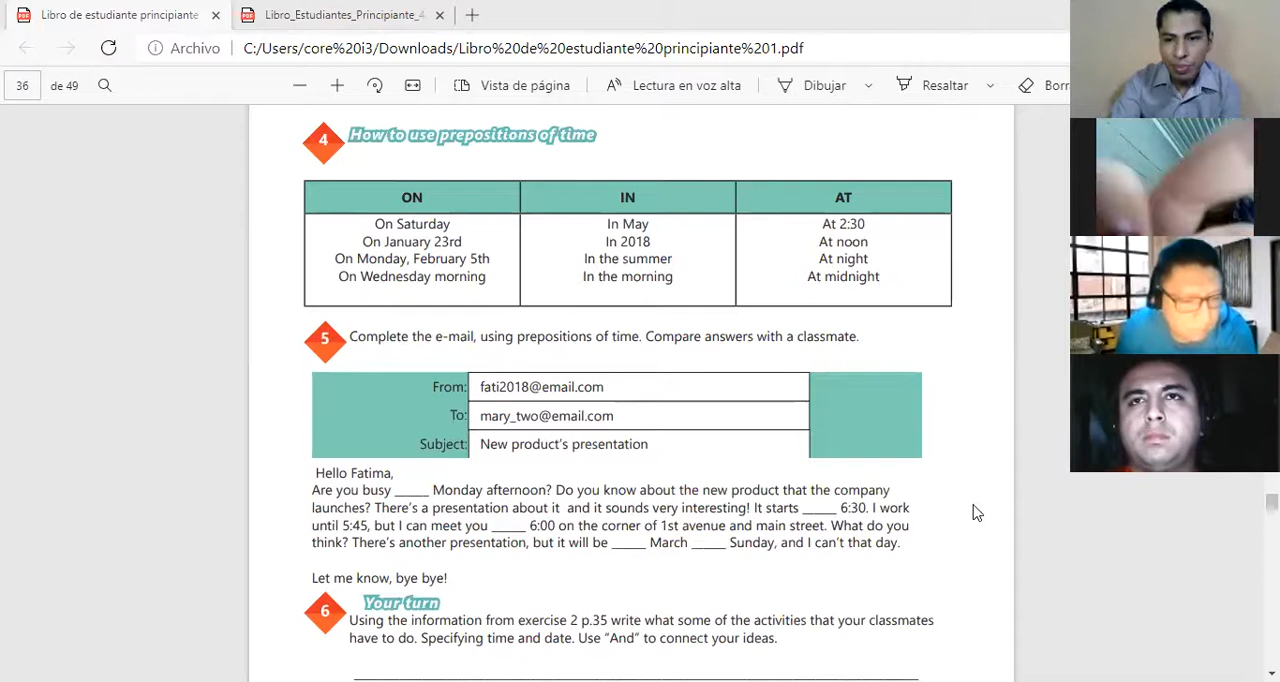 Libro de estudiante principiante
Libro_Estudiantes_Principiante_4
Archivo
C:/Users/core%20i3/Downloads/Libro%20de%20estudiante%20principiante%201.pdf
36 de 49
Vista de página
Lectura en voz alta
Dibujar
Resaltar
Borr
4 How to use prepositions of time
ON IN AT
On Saturday In May At 2:30
On January 23rd In 2018 At noon
On Monday, February 5th In the summer At night
On Wednesday morning In the morning At midnight
5 Complete the e-mail, using prepositions of time. Compare answers with a classmate.
From: fati2018@email.com
To: mary_two@email.com
Subject: New product's presentation
Hello Fatima,
Are you busy _____ Monday afternoon? Do you know about the new product that the company
launches? There's a presentation about it and it sounds very interesting! It starts _____ 6:30. I work
until 5:45, but I can meet you _____ 6:00 on the corner of 1st avenue and main street. What do you
think? There's another presentation, but it will be _____ March _____ Sunday, and I can't that day.
Let me know, bye bye!
6 Your turn
Using the information from exercise 2 p.35 write what some of the activities that your classmates
have to do. Specifying time and date. Use “And” to connect your ideas.